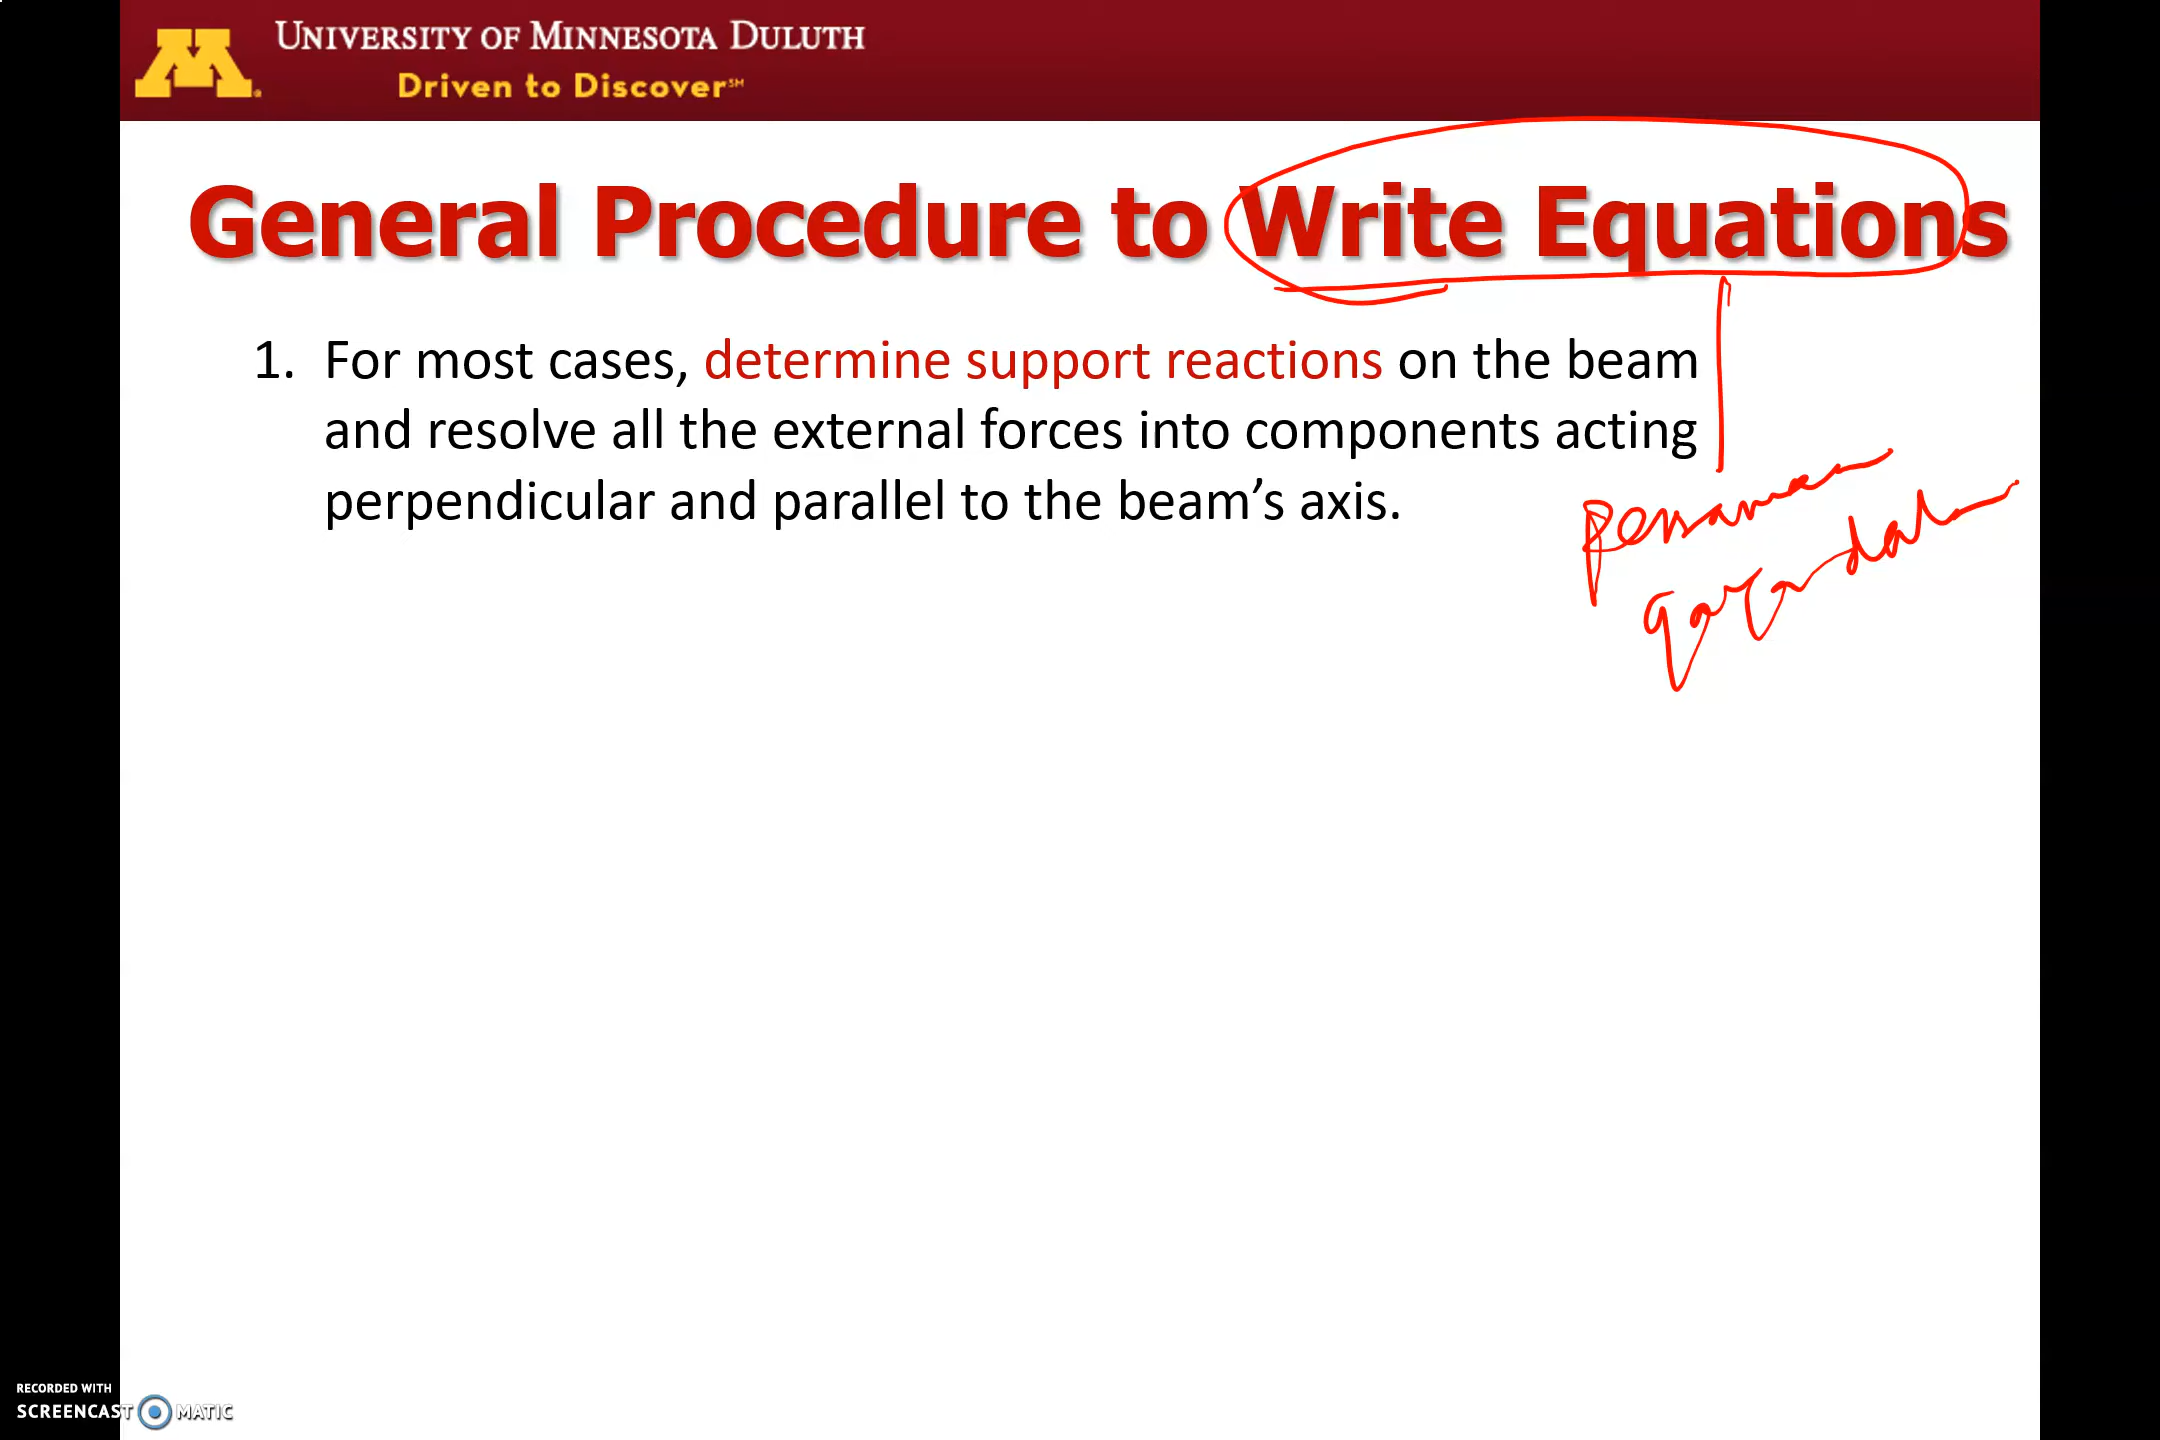 UNIVERSITY OF MINNESOTA DULUTH
Driven to Discover℠
General Procedure to Write Equations
1. For most cases, determine support reactions on the beam
and resolve all the external forces into components acting
perpendicular and parallel to the beam’s axis.
RECORDED WITH
SCREENCAST MATIC